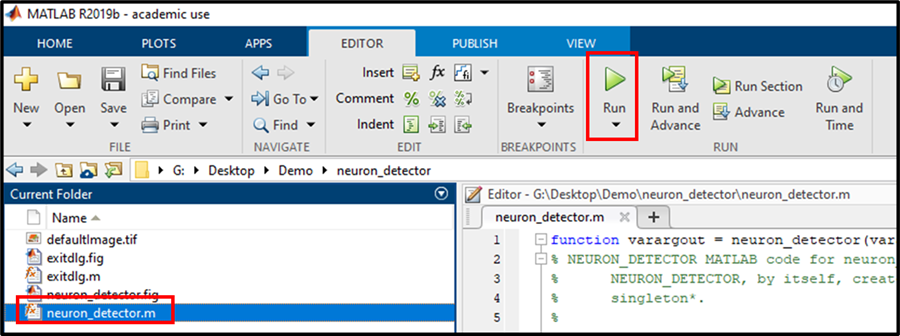 MATLAB R2019b - academic use
HOME PLOTS APPS EDITOR PUBLISH VIEW
New Open Save Find Files Compare Print
Go To Find
Insert fx
Comment %
Indent
Breakpoints
Run Run and Advance Run Section Advance Run and Time
FILE NAVIGATE EDIT BREAKPOINTS RUN
G: Desktop Demo neuron_detector
Current Folder
Name
defaultImage.tif
exitdlg.fig
exitdlg.m
neuron_detector.fig
neuron_detector.m
Editor - G:\Desktop\Demo\neuron_detector\neuron_detector.m
neuron_detector.m
1 function varargout = neuron_detector(var
2 % NEURON_DETECTOR MATLAB code for neuron_
3 % NEURON_DETECTOR, by itself, creat
4 % singleton*.
5 %